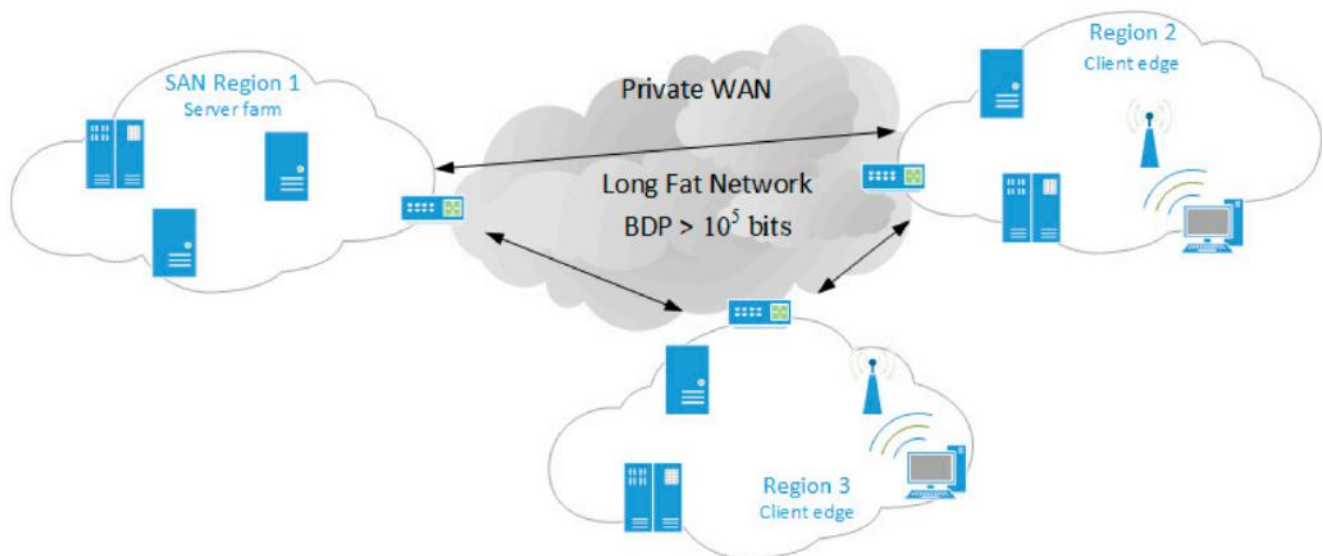 SAN Region 1
Server farm
Private WAN
Long Fat Network
BDP > 10⁵ bits
Region 2
Client edge
Region 3
Client edge